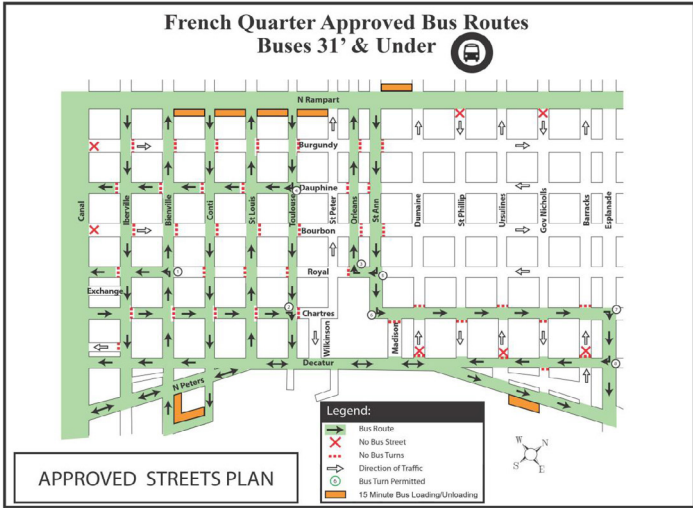 French Quarter Approved Bus Routes
Buses 31' & Under
N Rampart
Burgundy
Dauphine
Canal
Iberville
Bienville
Conti
St Louis
Toulouse
St Peter
Orleans
St Ann
Dumaine
St Phillip
Ursulines
Gov Nicholls
Barracks
Esplanade
Bourbon
Royal
Exchange
Chartres
Wilkinson
Madison
Decatur
N Peters
Legend:
Bus Route
No Bus Street
No Bus Turns
Direction of Traffic
Bus Turn Permitted
15 Minute Bus Loading/Unloading
W
N
S
E
APPROVED STREETS PLAN